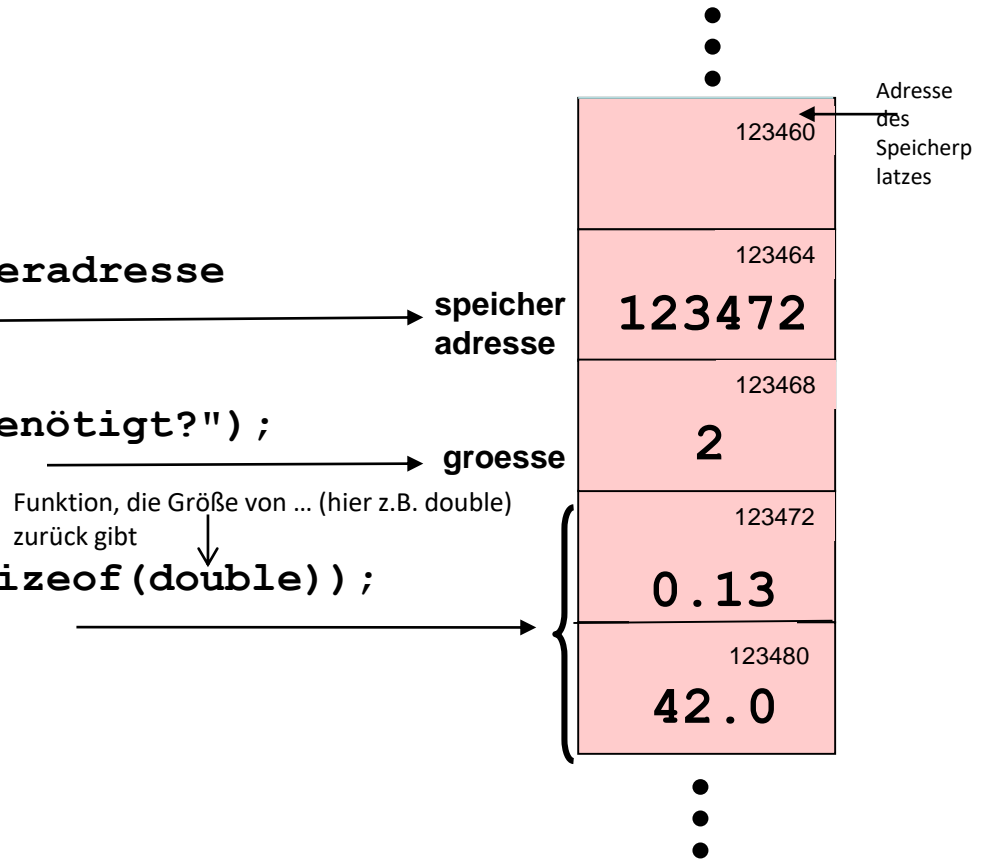 Adresse
des
Speicherp
latzes
123460
eradresse
speicher
adresse
123464
123472
enötigt?");
groesse
123468
2
Funktion, die Größe von … (hier z.B. double)
zurück gibt
izeof(double));
123472
0.13
123480
42.0